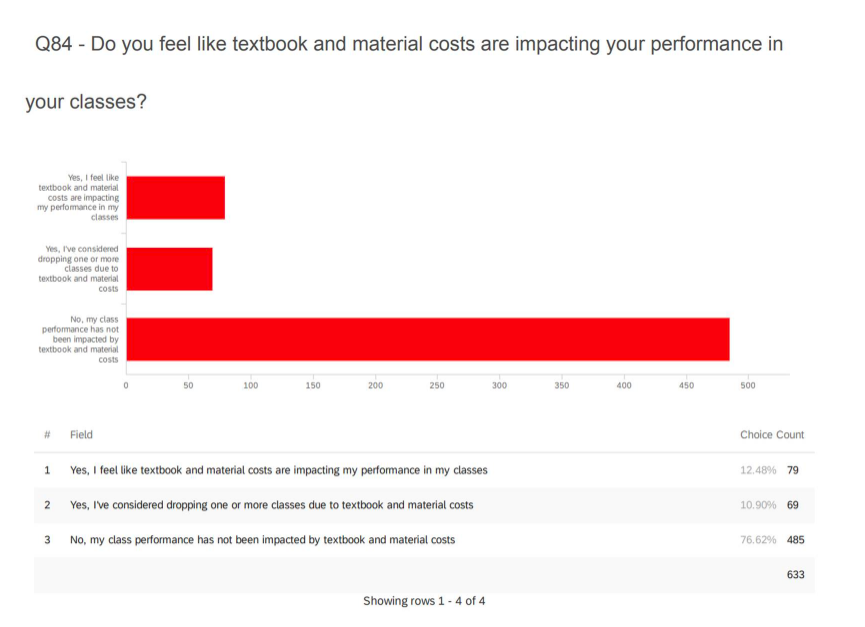 Q84 - Do you feel like textbook and material costs are impacting your performance in
your classes?
Yes, I feel like
textbook and material
costs are impacting
my performance in my
classes
Yes, I've considered
dropping one or more
classes due to
textbook and material
costs
No, my class
performance has not
been impacted by
textbook and material
costs
0 50 100 150 200 250 300 350 400 450 500
# Field Choice Count
1 Yes, I feel like textbook and material costs are impacting my performance in my classes 12.48% 79
2 Yes, I've considered dropping one or more classes due to textbook and material costs 10.90% 69
3 No, my class performance has not been impacted by textbook and material costs 76.62% 485
633
Showing rows 1 - 4 of 4